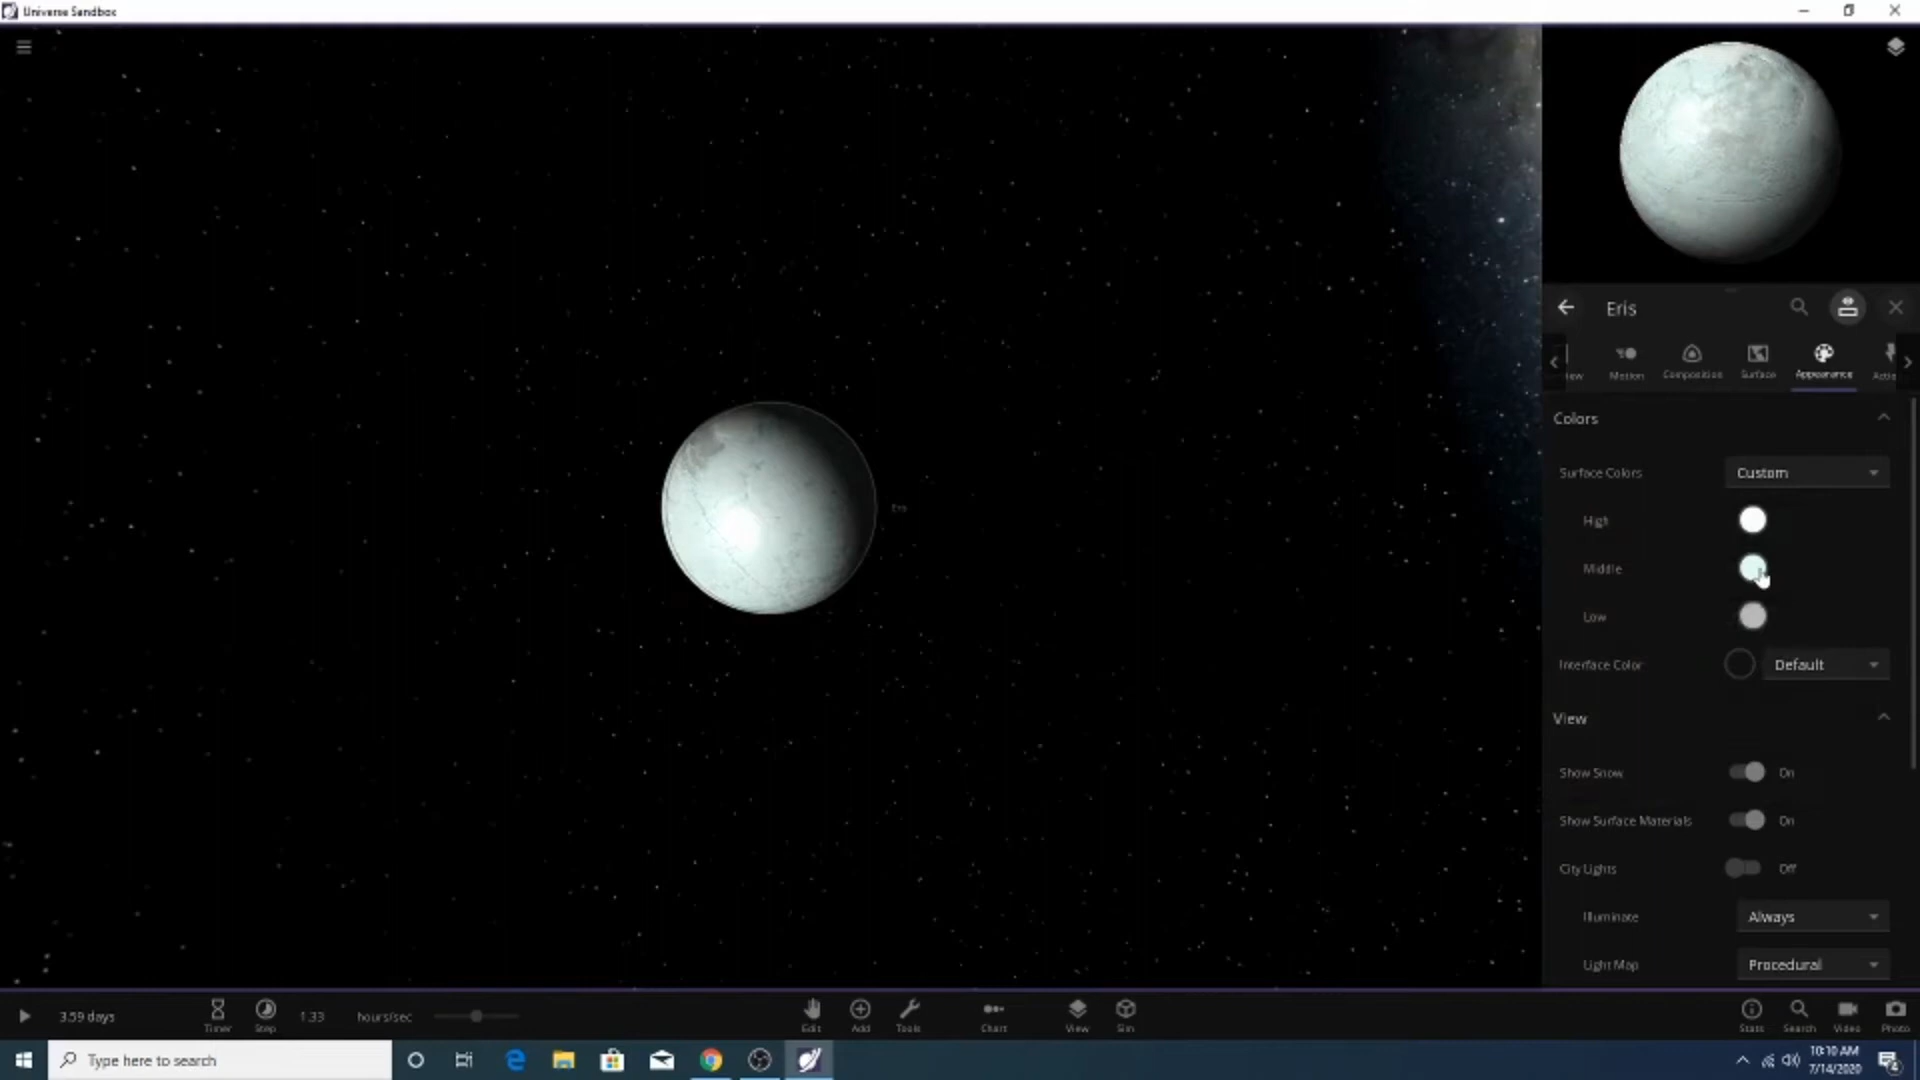 Universe Sandbox
Eris
Eris
Motion Composition Surface Appearance
Colors
Surface Colors Custom
High
Middle
Low
Interface Color Default
View
Show Snow On
Show Surface Materials On
City Lights Off
Illuminate Always
Light Map Procedural
3.59 days Timer Step 1.33 hours/sec Edit Add Tools Chart View Sim Stats Search Video Photo
Type here to search
10:10 AM
7/14/2020